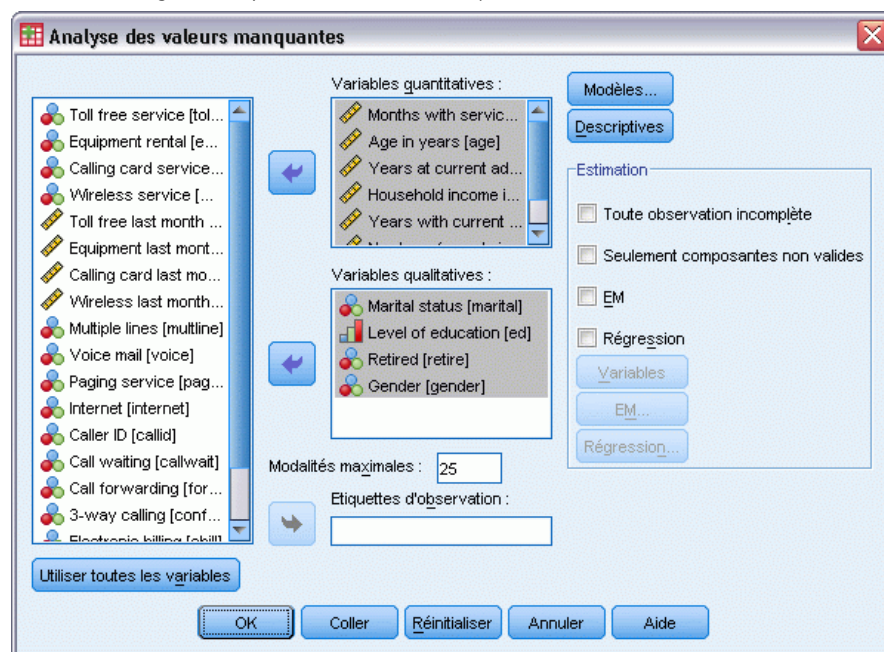 Analyse des valeurs manquantes
Toll free service [tol...
Equipment rental [e...
Calling card service...
Wireless service [...
Toll free last month ...
Equipment last mont...
Calling card last mo...
Wireless last month...
Multiple lines [multline]
Voice mail [voice]
Paging service [pag...
Internet [internet]
Caller ID [callid]
Call waiting [callwait]
Call forwarding [for...
3-way calling [conf...
Electronic billing [ebill]
Utiliser toutes les variables
Variables quantitatives :
Months with servic...
Age in years [age]
Years at current ad...
Household income i...
Years with current ...
Variables qualitatives :
Marital status [marital]
Level of education [ed]
Retired [retire]
Gender [gender]
Modalités maximales : 25
Etiquettes d'observation :
Modèles...
Descriptives
Estimation
Toute observation incomplète
Seulement composantes non valides
EM
Régression
Variables
EM...
Régression...
OK
Coller
Réinitialiser
Annuler
Aide